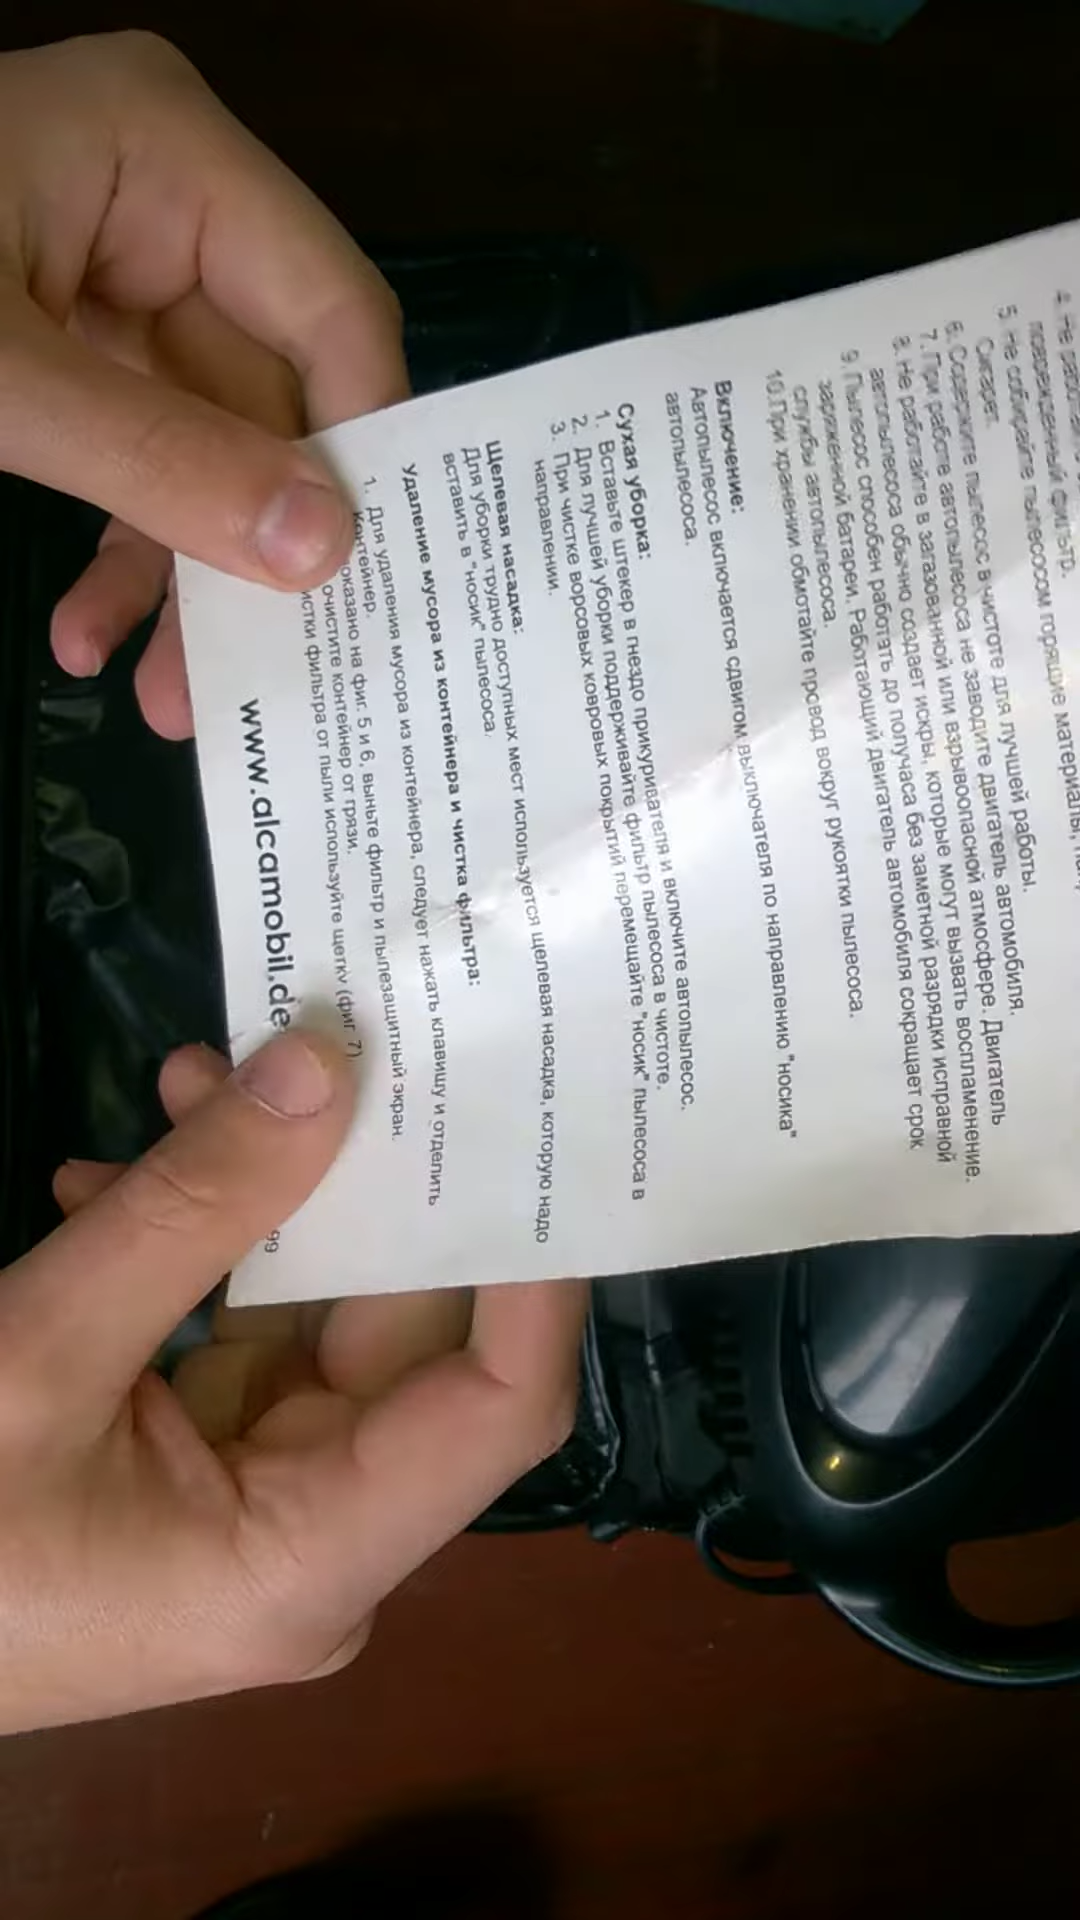 4. Не
поврежденный фильтр.
5. Не собирайте пылесосом горящие материалы,
Сигарет.
6. Содержите пылесос в чистоте для лучшей работы.
7. При работе автопылесоса не заводите двигатель автомобиля.
8. Не работайте в загазованной или взрывоопасной атмосфере. Двигатель
автопылесоса обычно создает искры, которые могут вызвать воспламенение.
9. Пылесос способен работать до получаса без заметной разрядки исправной
заряженной батареи. Работающий двигатель автомобиля сокращает срок
службы автопылесоса.
10. При хранении обмотайте провод вокруг рукоятки пылесоса.
Включение:
Автопылесос включается сдвигом выключателя по направлению "носика"
автопылесоса.
Сухая уборка:
1. Вставьте штекер в гнездо прикуривателя и включите автопылесос.
2. Для лучшей уборки поддерживайте фильтр пылесоса в чистоте.
3. При чистке ворсовых ковровых покрытий перемещайте "носик" пылесоса в
направлении.
Щелевая насадка:
Для уборки трудно доступных мест используется щелевая насадка, которую надо
вставить в "носик" пылесоса.
Удаление мусора из контейнера и чистка фильтра:
1. Для удаления мусора из контейнера, следует нажать клавишу и отделить
контейнер.
оказано на фиг. 5 и 6, выньте фильтр и пылезащитный экран.
очистите контейнер от грязи.
истки фильтра от пыли используйте щетку (фиг 7).
www.alcamobil.de
99